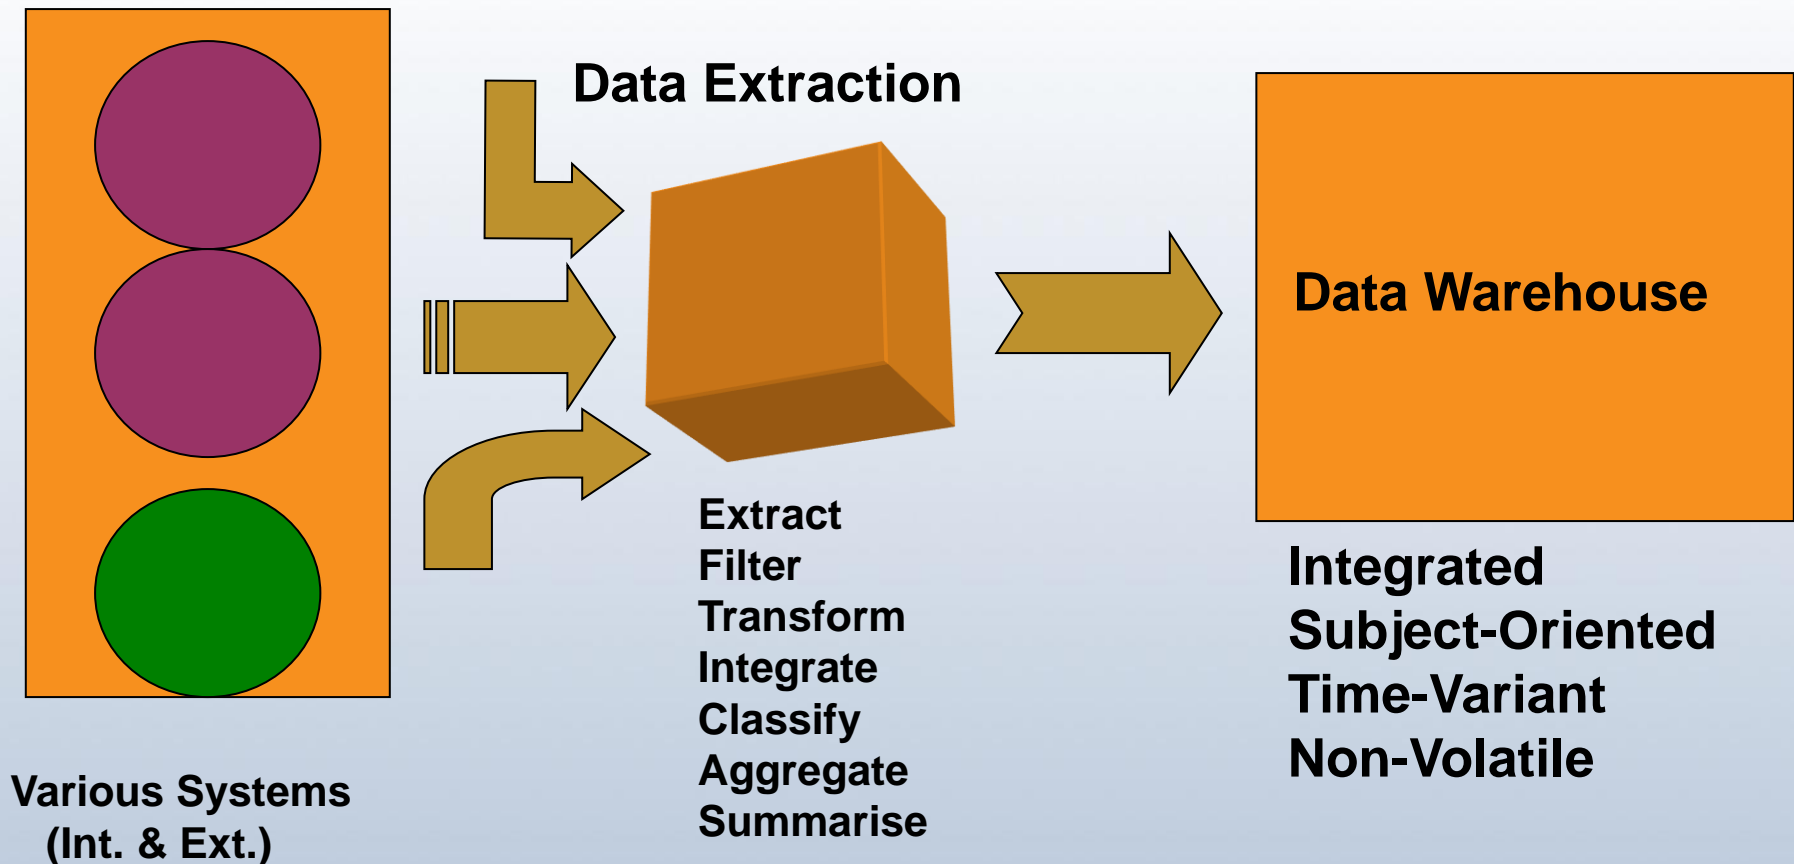 Data Extraction
Data Warehouse
Extract
Filter
Transform
Integrate
Classify
Aggregate
Summarise
Integrated
Subject-Oriented
Time-Variant
Non-Volatile
Various Systems
(Int. & Ext.)